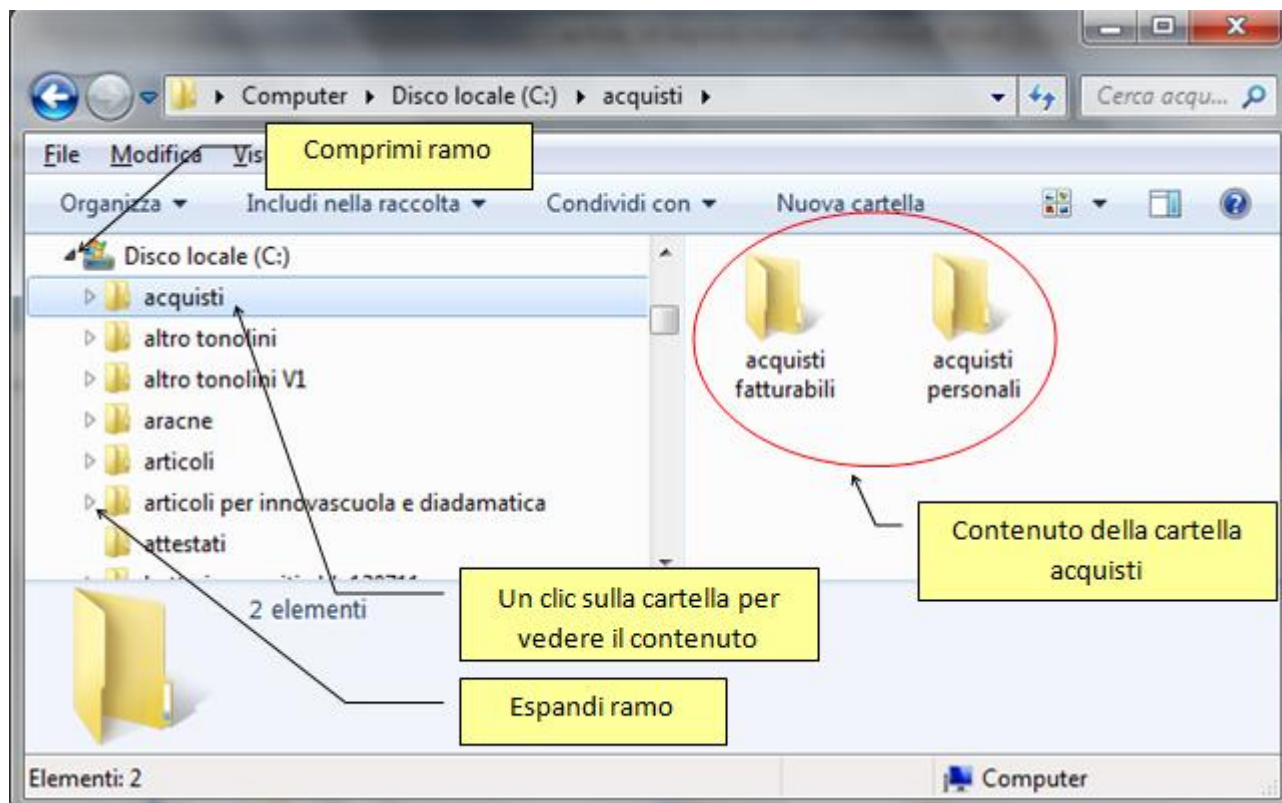 Computer ▸ Disco locale (C:) ▸ acquisti ▸
Cerca acqu...
File Modifica
Comprimi ramo
Organizza Includi nella raccolta Condividi con Nuova cartella
Disco locale (C:)
acquisti
altro tonolini
altro tonolini V1
aracne
articoli
articoli per innovascuola e diadamatica
attestati
acquisti
fatturabili
acquisti
personali
Contenuto della cartella
acquisti
2 elementi
Un clic sulla cartella per
vedere il contenuto
Espandi ramo
Elementi: 2
Computer